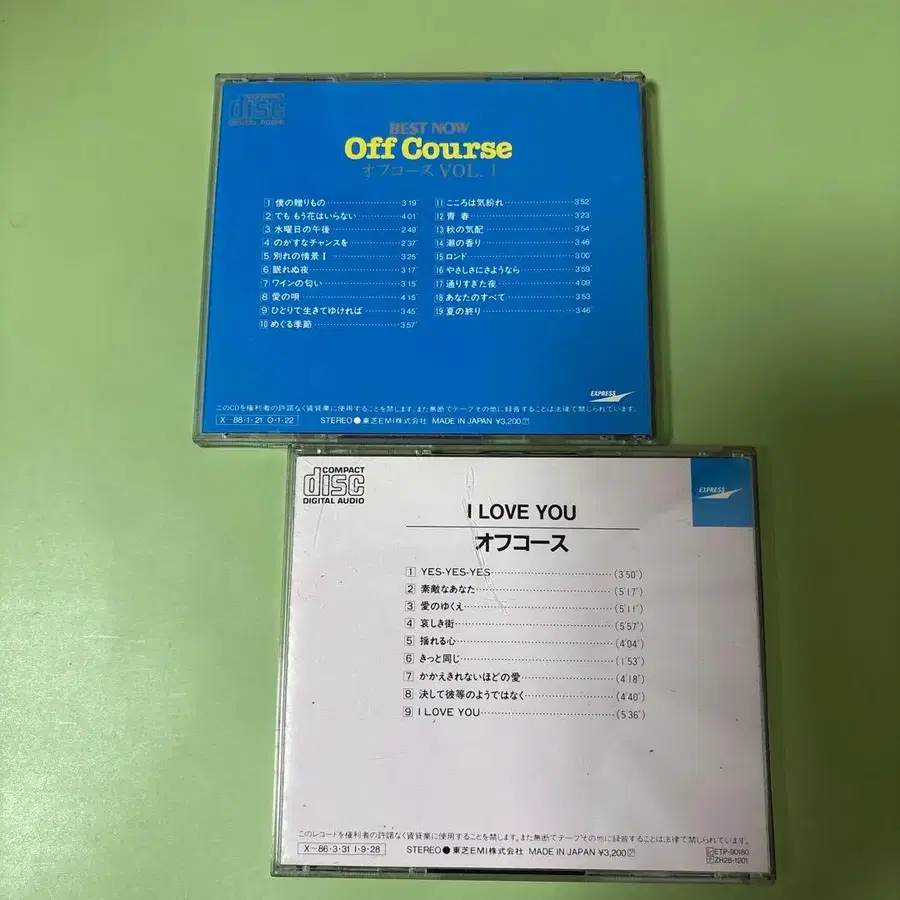 COMPACT
disc
DIGITAL AUDIO
BEST NOW
Off Course
オフコース VOL. 1
1 僕の贈りもの 3'19"
2 でも もう花はいらない 4'01"
3 水曜日の午後 2'49"
4 のがすなチャンスを 2'37"
5 別れの情景 I 3'25"
6 眠れぬ夜 3'17"
7 ワインの匂い 3'15"
8 愛の唄 4'15"
9 ひとりで生きてゆければ 3'45"
10 めぐる季節 3'57"
11 こころは気紛れ 3'52"
12 青春 3'23"
13 秋の気配 3'54"
14 潮の香り 3'46"
15 ロンド 3'00"
16 やさしさにさようなら 3'59"
17 通りすぎた夜 4'09"
18 あなたのすべて 3'53"
19 夏の終り 3'46"
EXPRESS
このCDを権利者の許諾なく賃貸業に使用することを禁じます。また無断でテープその他に録音することは法律で禁じられています。
X-88・1・21 O・1・22 STEREO●東芝EMI株式会社 MADE IN JAPAN ¥3,200
COMPACT
disc
DIGITAL AUDIO
EXPRESS
I LOVE YOU
オフコース
1 YES-YES-YES (3'50")
2 素敵なあなた (5'17")
3 愛のゆくえ (5'11")
4 哀しき街 (5'57")
5 揺れる心 (4'04")
6 きっと同じ (1'53")
7 かかえきれないほどの愛 (4'18")
8 決して彼等のようではなく (4'40")
9 I LOVE YOU (5'36")
このレコードを権利者の許諾なく賃貸業に使用することを禁じます。また無断でテープその他に録音することは法律で禁じられています。
X-86・3・31 I・9・28 STEREO●東芝EMI株式会社 MADE IN JAPAN ¥3,200
ETP-90180
ZH28-1201